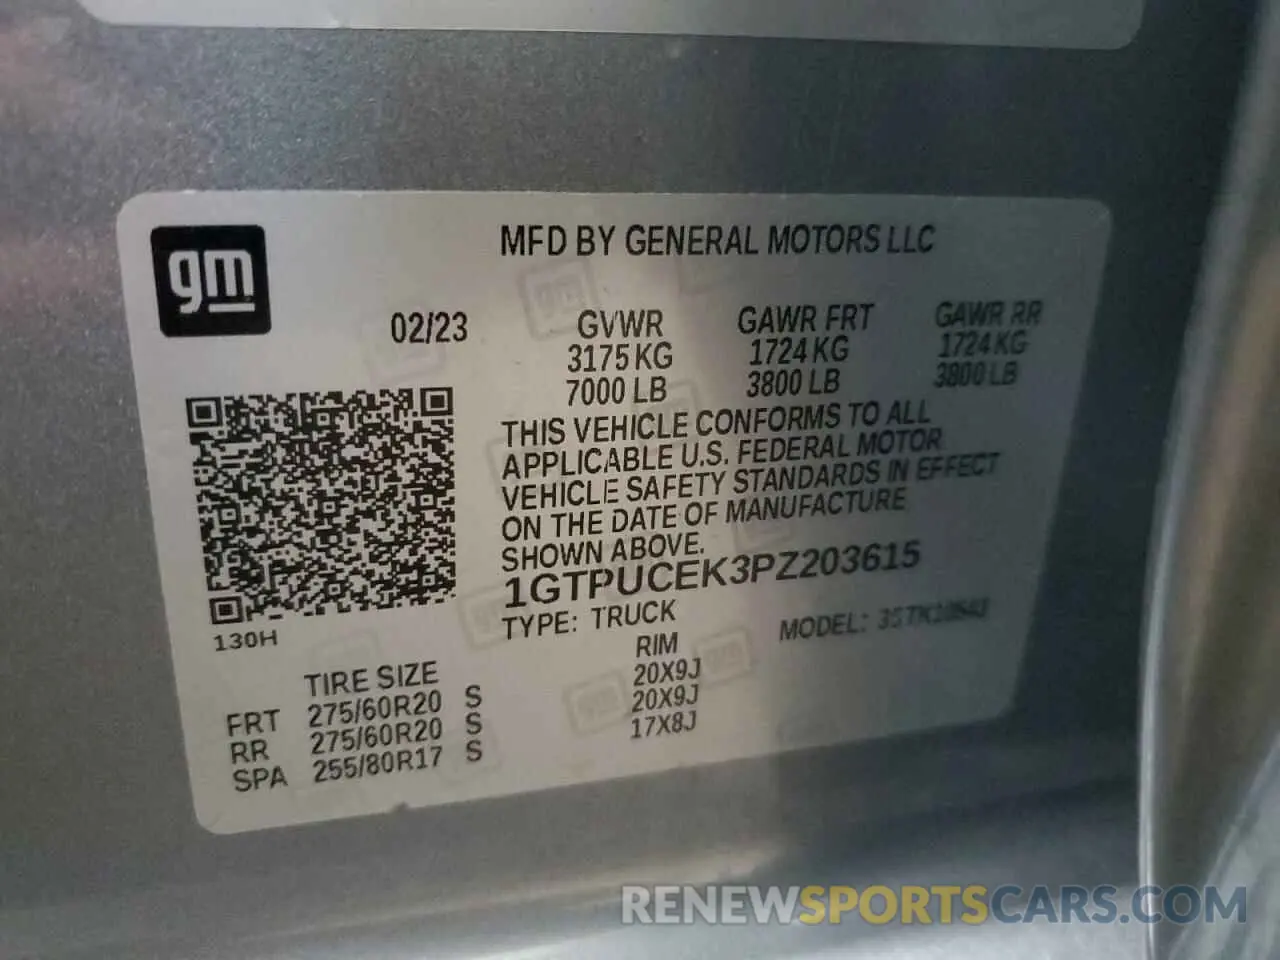 gm
MFD BY GENERAL MOTORS LLC
02/23
GVWR GAWR FRT GAWR RR
3175 KG 1724 KG 1724 KG
7000 LB 3800 LB 3800 LB
THIS VEHICLE CONFORMS TO ALL
APPLICABLE U.S. FEDERAL MOTOR
VEHICLE SAFETY STANDARDS IN EFFECT
ON THE DATE OF MANUFACTURE
SHOWN ABOVE.
1GTPUCEK3PZ203615
TYPE: TRUCK MODEL:
130H
TIRE SIZE RIM
FRT 275/60R20 S 20X9J
RR 275/60R20 S 20X9J
SPA 255/80R17 S 17X8J
RENEWSPORTSCARS.COM